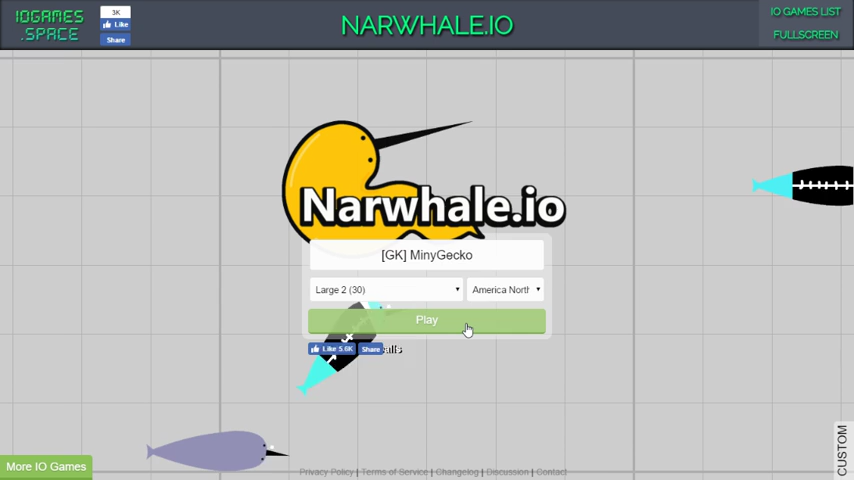 IOGAMES
.SPACE
3K
Like
Share
NARWHALE.IO
IO GAMES LIST
FULLSCREEN
Narwhale.io
[GK] MinyGecko
Large 2 (30)
America North
Play
Like 5.6K
Share
alls
CUSTOM
More IO Games
Privacy Policy | Terms of Service | Changelog | Discussion | Contact